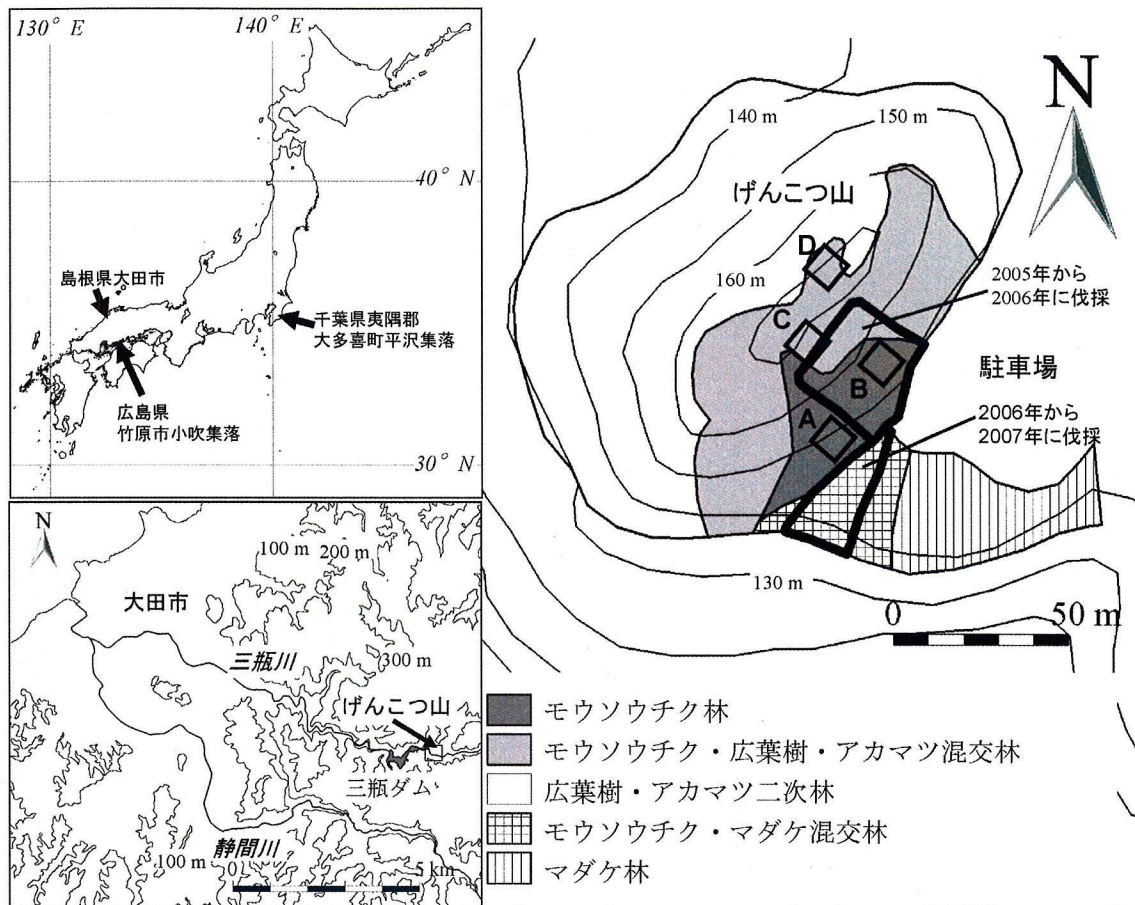 130° E
140° E
40° N
島根県大田市
千葉県夷隅郡
大多喜町平沢集落
広島県
竹原市小吹集落
30° N
N
100 m
200 m
大田市
三瓶川
300 m
げんこつ山
三瓶ダム
静間川
100 m
0
5 km
N
140 m
150 m
げんこつ山
D
160 m
2005年から
2006年に伐採
C
駐車場
B
A
2006年から
2007年に伐採
130 m
0
50 m
モウソウチク林
モウソウチク・広葉樹・アカマツ混交林
広葉樹・アカマツ二次林
モウソウチク・マダケ混交林
マダケ林